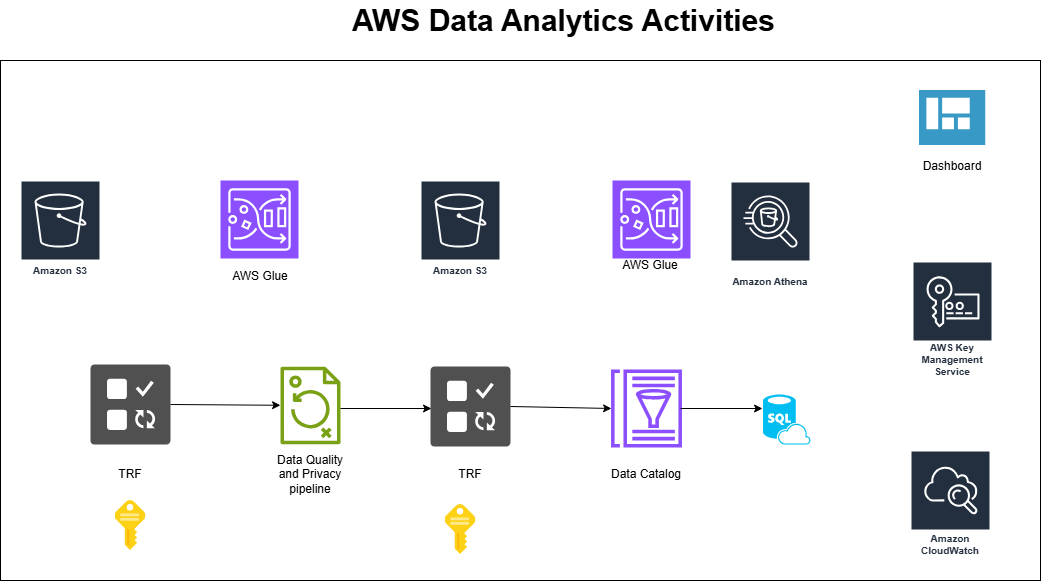 AWS Data Analytics Activities
Dashboard
Amazon S3
AWS Glue
Amazon S3
AWS Glue
Amazon Athena
AWS Key
Management
Service
TRF
Data Quality
and Privacy
pipeline
TRF
Data Catalog
SQL
Amazon
CloudWatch